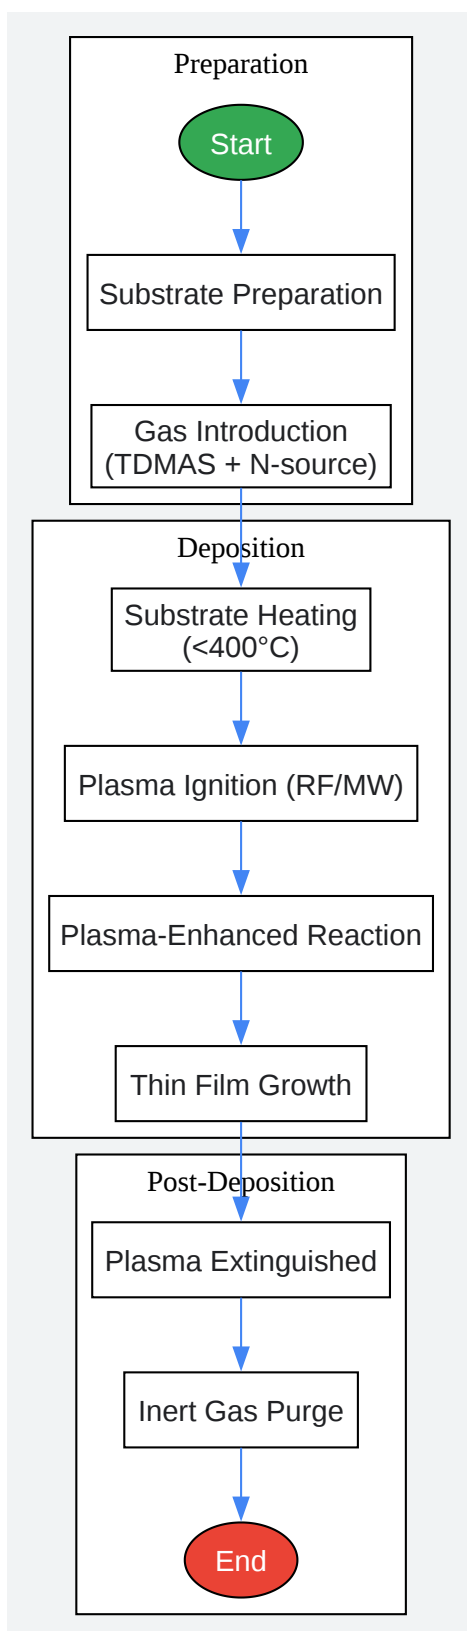 Preparation
Start
Substrate Preparation
Gas Introduction
(TDMAS + N-source)
Deposition
Substrate Heating
(<400°C)
Plasma Ignition (RF/MW)
Plasma-Enhanced Reaction
Thin Film Growth
Post-Deposition
Plasma Extinguished
Inert Gas Purge
End